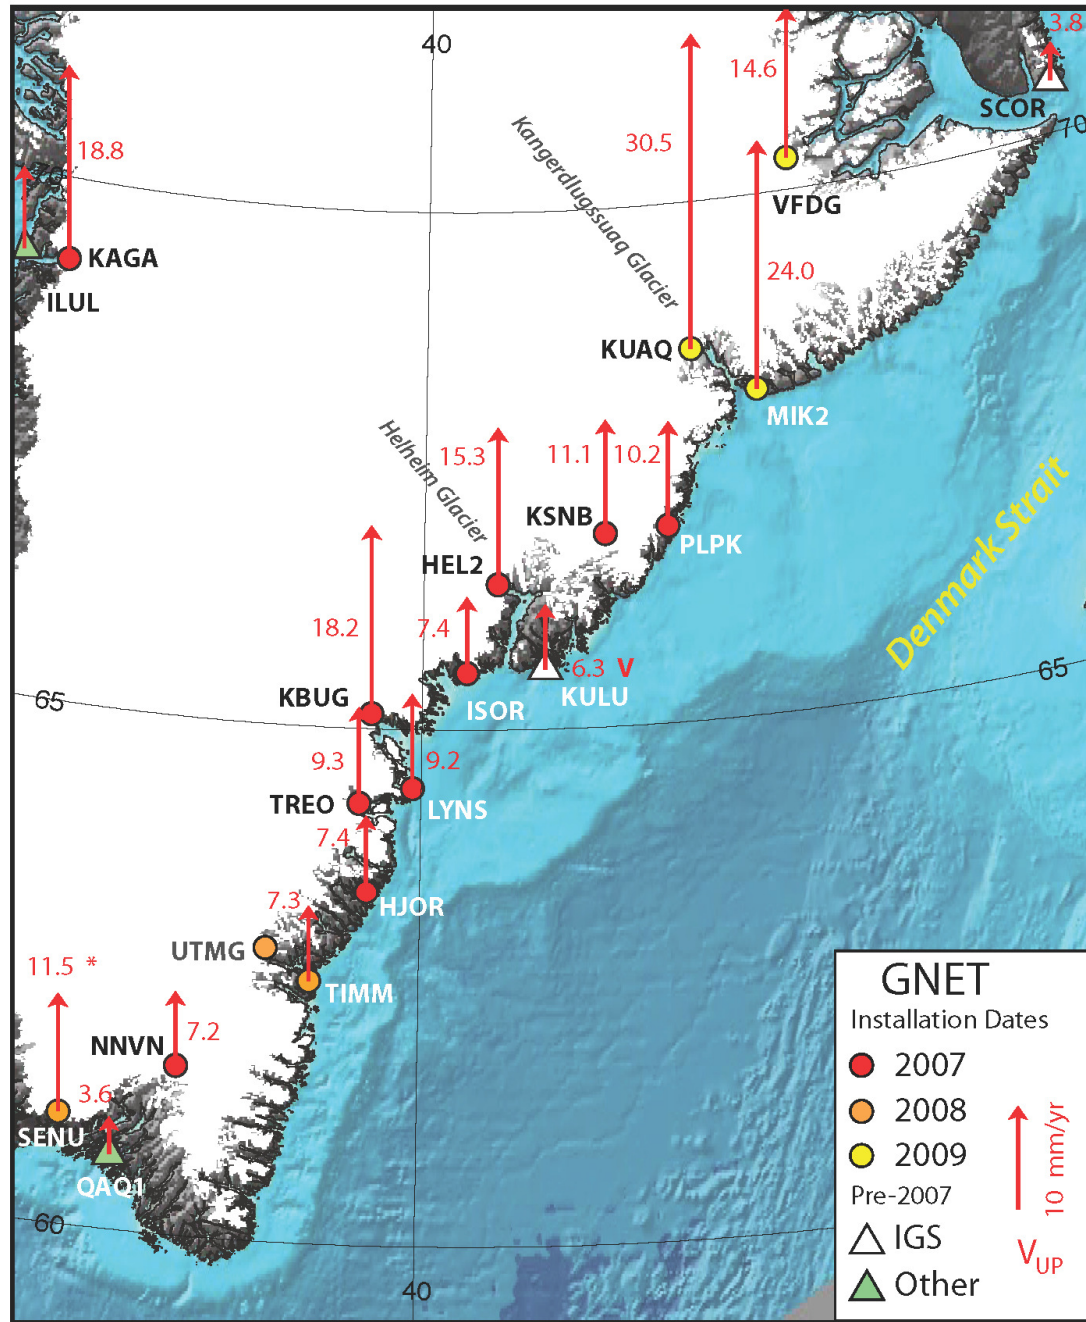 40
3.8
14.6
SCOR
70
Kangerdlugssuaq Glacier
30.5
18.8
70
VFDG
KAGA
24.0
ILUL
KUAQ
MIK2
Helheim Glacier
15.3
11.1
10.2
KSNB
PLPK
Denmark Strait
HEL2
18.2
7.4
6.3 V
65
KULU
65
KBUG
ISOR
9.3
9.2
TREO
LYNS
7.4
7.3
HJOR
UTMG
11.5 *
TIMM
7.2
NNVN
3.6
SENU
QAQ1
60
40
GNET
Installation Dates
2007
2008
2009
Pre-2007
IGS
Other
10 mm/yr
VUP